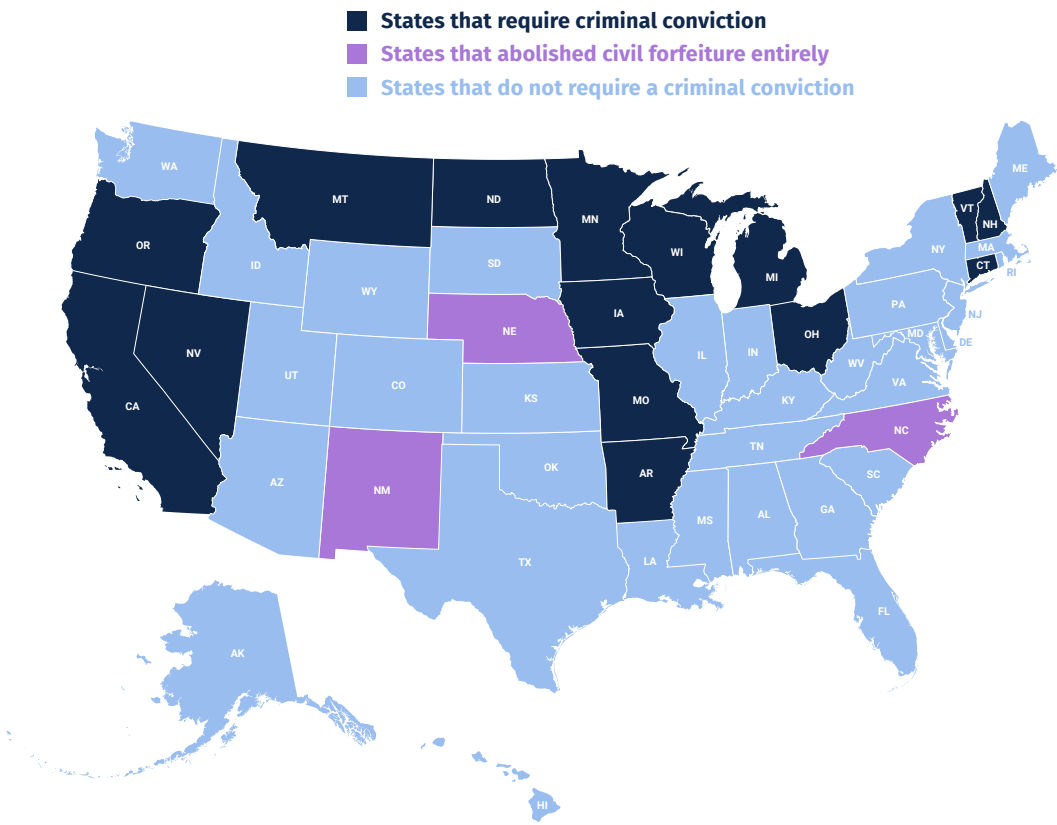 States that require criminal conviction
States that abolished civil forfeiture entirely
States that do not require a criminal conviction
WA
ME
MT
ND
VT
MN
NH
OR
NY
MA
WI
ID
SD
CT
RI
MI
WY
PA
NJ
IA
NE
OH
MD
DE
NV
IL
IN
WV
UT
CO
VA
KS
KY
MO
CA
NC
TN
OK
AR
SC
AZ
NM
GA
AL
MS
TX
LA
FL
AK
HI